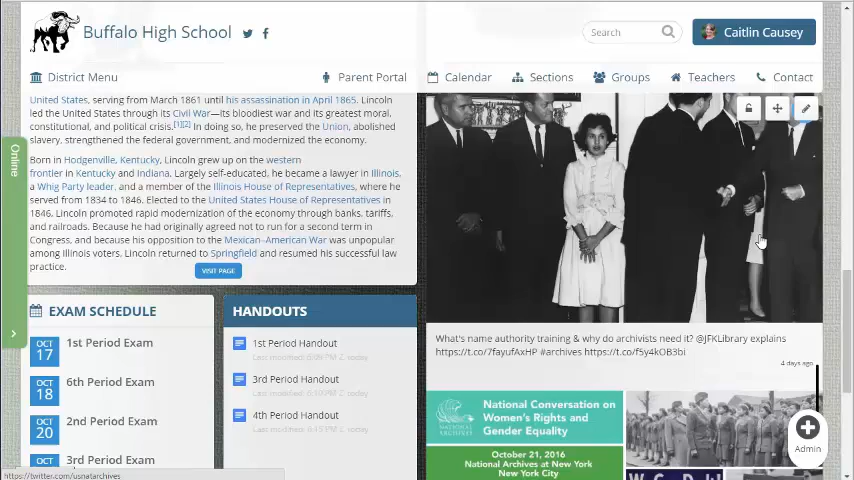 Buffalo High School
Search
Caitlin Causey
District Menu
Parent Portal
Calendar
Sections
Groups
Teachers
Contact
United States, serving from March 1861 until his assassination in April 1865. Lincoln
led the United States through its Civil War—its bloodiest war and its greatest moral,
constitutional, and political crisis.[1][2] In doing so, he preserved the Union, abolished
slavery, strengthened the federal government, and modernized the economy.
Born in Hodgenville, Kentucky, Lincoln grew up on the western
frontier in Kentucky and Indiana. Largely self-educated, he became a lawyer in Illinois,
a Whig Party leader, and a member of the Illinois House of Representatives, where he
served from 1834 to 1846. Elected to the United States House of Representatives in
1846, Lincoln promoted rapid modernization of the economy through banks, tariffs,
and railroads. Because he had originally agreed not to run for a second term in
Congress, and because his opposition to the Mexican–American War was unpopular
among Illinois voters, Lincoln returned to Springfield and resumed his successful law
practice.
VISIT PAGE
Online
EXAM SCHEDULE
OCT
17
1st Period Exam
OCT
18
6th Period Exam
OCT
20
2nd Period Exam
OCT
3rd Period Exam
HANDOUTS
1st Period Handout
3rd Period Handout
4th Period Handout
What's name authority training & why do archivists need it? @JFKLibrary explains
https://t.co/7fayufAxHP #archives https://t.co/f5y4kOB3bi
4 days ago
NATIONAL
ARCHIVES
National Conversation on
Women's Rights and
Gender Equality
October 21, 2016
National Archives at New York
New York City
Admin
https://twitter.com/usnatarchives